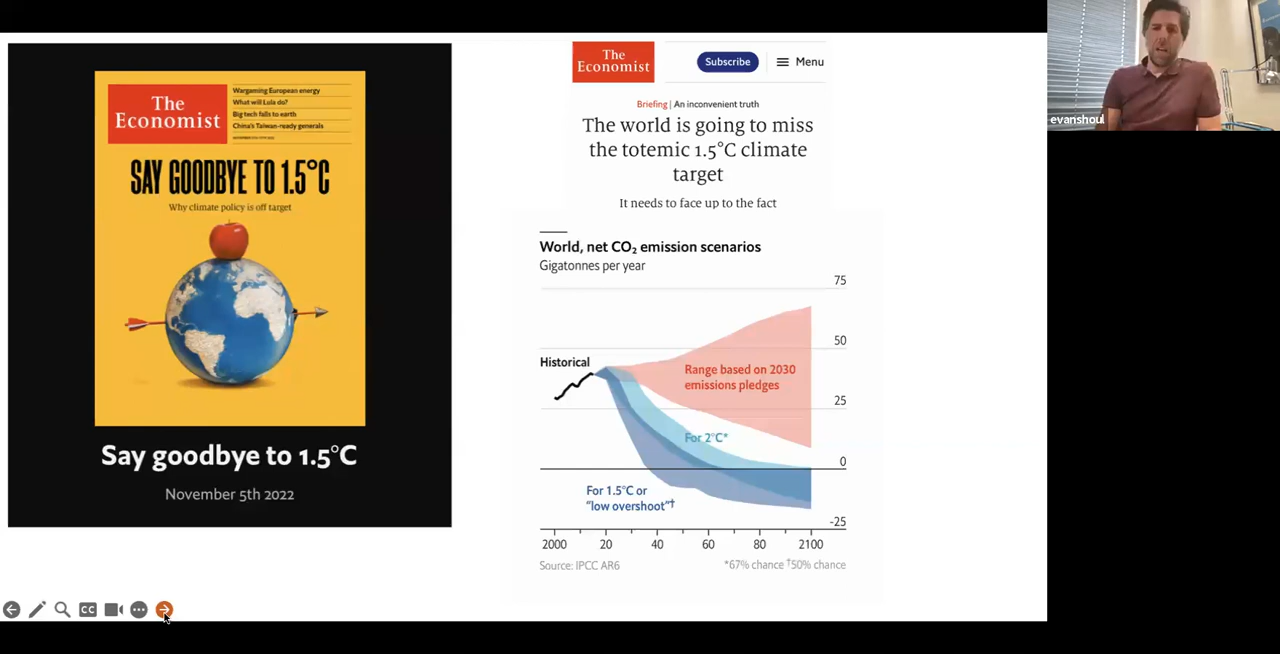 The
Economist
Wargaming European energy
What will Lula do?
Big tech falls to earth
China's Taiwan-ready generals
SAY GOODBYE TO 1.5°C
Why climate policy is off target
Say goodbye to 1.5°C
November 5th 2022
The
Economist
Subscribe
Menu
Briefing | An inconvenient truth
The world is going to miss
the totemic 1.5°C climate
target
It needs to face up to the fact
World, net CO₂ emission scenarios
Gigatonnes per year
75
50
25
0
-25
Historical
Range based on 2030
emissions pledges
For 2°C*
For 1.5°C or
"low overshoot"†
2000 20 40 60 80 2100
Source: IPCC AR6
*67% chance †50% chance
CC
evanshoul